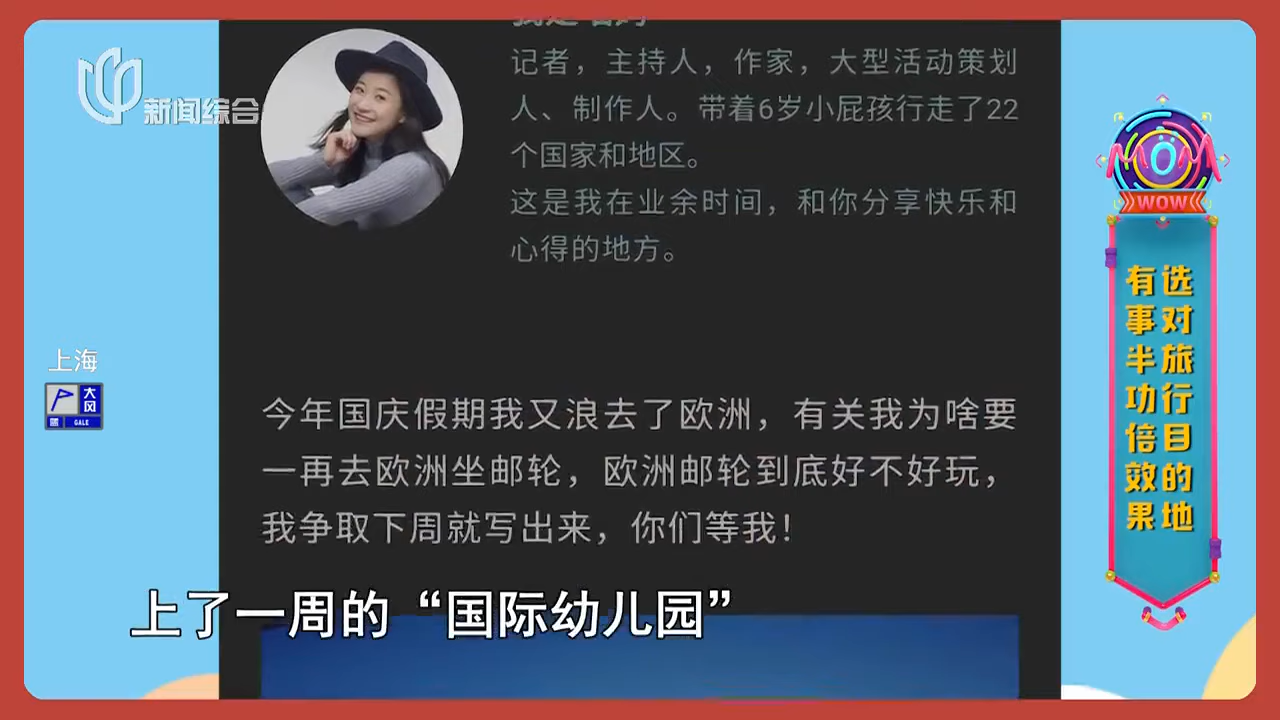 新闻综合
记者，主持人，作家，大型活动策划
人、制作人。带着6岁小屁孩行走了22
个国家和地区。
这是我在业余时间，和你分享快乐和
心得的地方。
MÖM
WOW
选对旅行目的地
有事半功倍效果
上海
大风
GALE
今年国庆假期我又浪去了欧洲，有关我为啥要
一再去欧洲坐邮轮，欧洲邮轮到底好不好玩，
我争取下周就写出来，你们等我！
上了一周的“国际幼儿园”